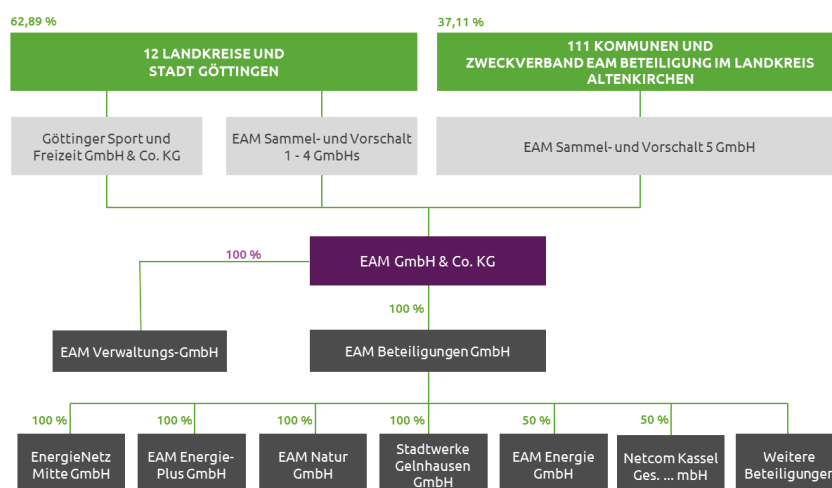 62,89 %
37,11 %
12 LANDKREISE UND
STADT GÖTTINGEN
111 KOMMUNEN UND
ZWECKVERBAND EAM BETEILIGUNG IM LANDKREIS
ALTENKIRCHEN
Göttinger Sport und
Freizeit GmbH & Co. KG
EAM Sammel- und Vorschalt
1 - 4 GmbHs
EAM Sammel- und Vorschalt 5 GmbH
EAM GmbH & Co. KG
100 %
100 %
EAM Verwaltungs-GmbH
EAM Beteiligungen GmbH
100 %
100 %
100 %
100 %
50 %
50 %
EnergieNetz
Mitte GmbH
EAM Energie-
Plus GmbH
EAM Natur
GmbH
Stadtwerke
Gelnhausen
GmbH
EAM Energie
GmbH
Netcom Kassel
Ges. ... mbH
Weitere
Beteiligungen